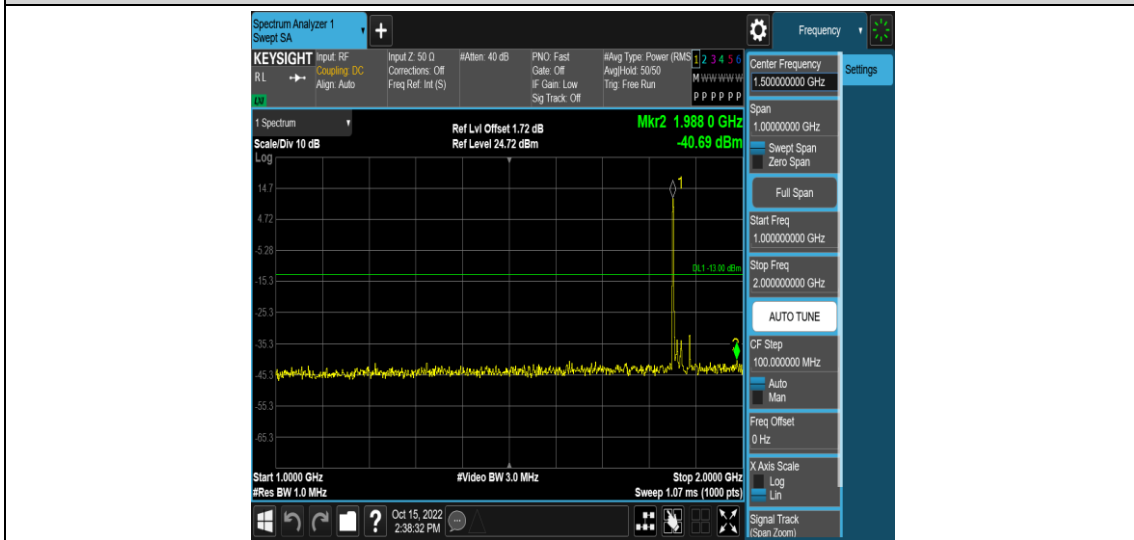 Spectrum Analyzer 1
Swept SA
+
Frequency
KEYSIGHT
RL
LXI
Input: RF
Coupling: DC
Align: Auto
Input Z: 50 Ω
Corrections: Off
Freq Ref: Int (S)
#Atten: 40 dB
PNO: Fast
Gate: Off
IF Gain: Low
Sig Track: Off
#Avg Type: Power (RMS
Avg|Hold: 50/50
Trig: Free Run
1 2 3 4 5 6
M W W W W W
P P P P P P
1 Spectrum
Scale/Div 10 dB
Ref Lvl Offset 1.72 dB
Ref Level 24.72 dBm
Mkr2 1.988 0 GHz
-40.69 dBm
Log
14.7
4.72
-5.28
-15.3
-25.3
-35.3
-45.3
-55.3
-65.3
1
DL1 -13.00 dBm
2
Start 1.0000 GHz
#Res BW 1.0 MHz
#Video BW 3.0 MHz
Stop 2.0000 GHz
Sweep 1.07 ms (1000 pts)
Center Frequency
1.500000000 GHz
Settings
Span
1.00000000 GHz
Swept Span
Zero Span
Full Span
Start Freq
1.000000000 GHz
Stop Freq
2.000000000 GHz
AUTO TUNE
CF Step
100.000000 MHz
Auto
Man
Freq Offset
0 Hz
X Axis Scale
Log
Lin
Signal Track
(Span Zoom)
?
Oct 15, 2022
2:38:32 PM